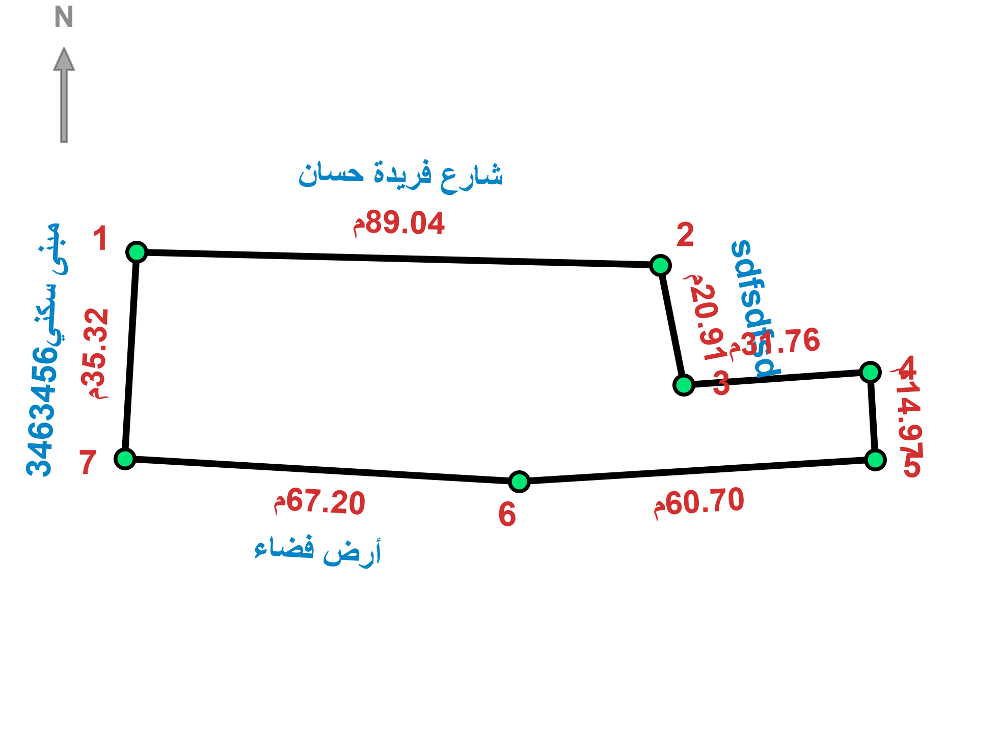 N
شارع فريدة حسان
89.04م
1
2
مبنى سكني3463456
35.32م
20.91م
sdfsdfsd
31.76م
3
4
14.97م
5
7
67.20م
6
60.70م
أرض فضاء